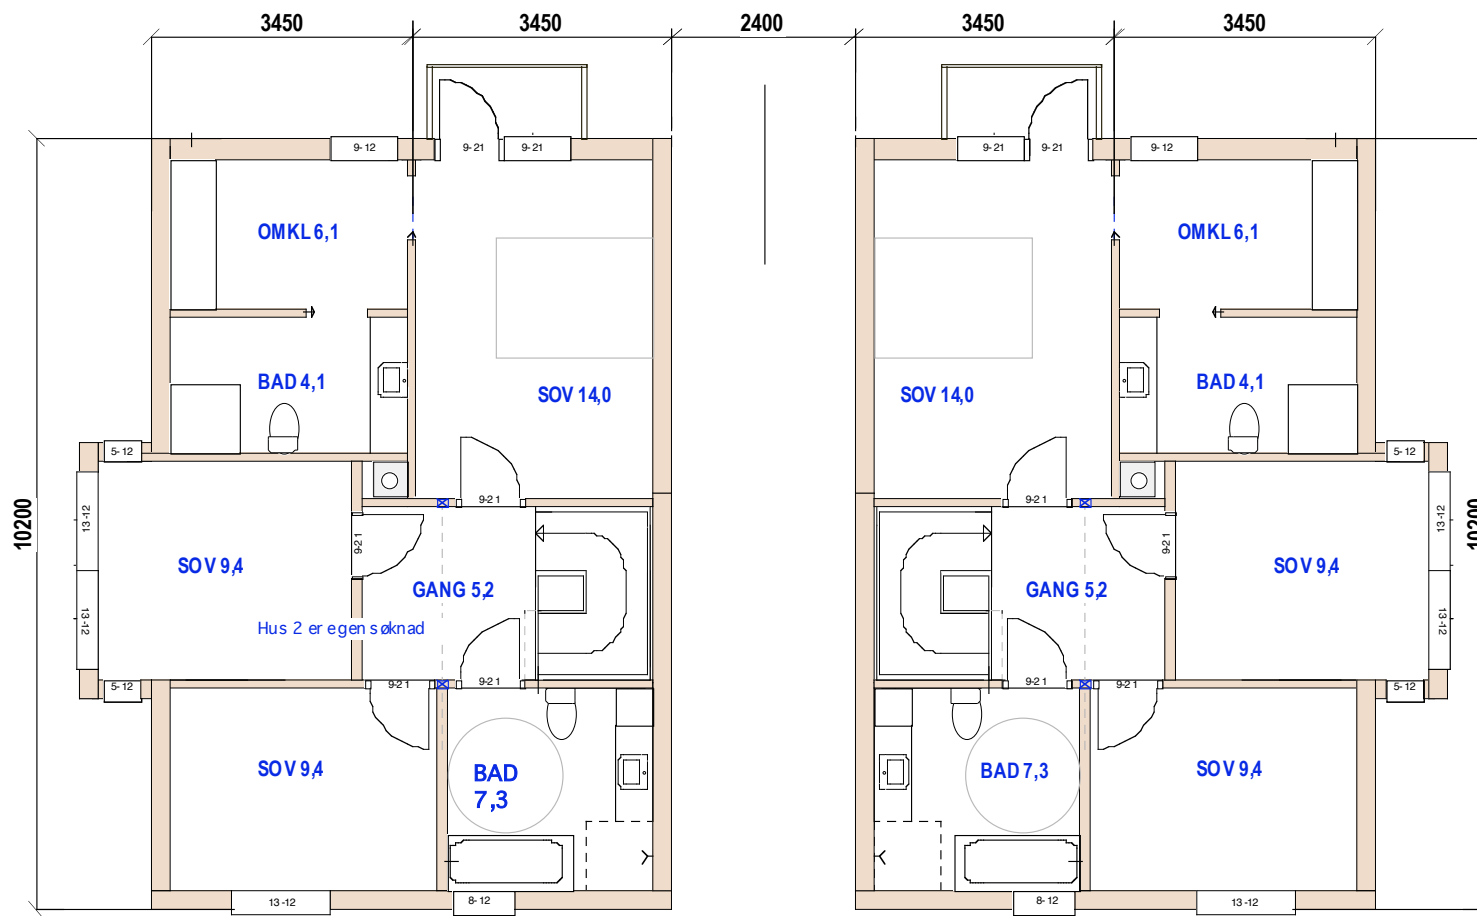 3450 3450 2400 3450 3450
9-12 9-21 9-21 9-21 9-21 9-12
OMKL 6,1 OMKL 6,1
BAD 4,1 SOV 14,0 SOV 14,0 BAD 4,1
5-12 5-12
9-21 9-21
10200 13-12 9-21 9-21 13-12 10200
SOV 9,4 SOV 9,4
GANG 5,2 GANG 5,2
13-12 13-12
Hus 2 er egen søknad
5-12 9-21 9-21 9-21 9-21 5-12
SOV 9,4 BAD BAD 7,3 SOV 9,4
7,3
13-12 8-12 8-12 13-12